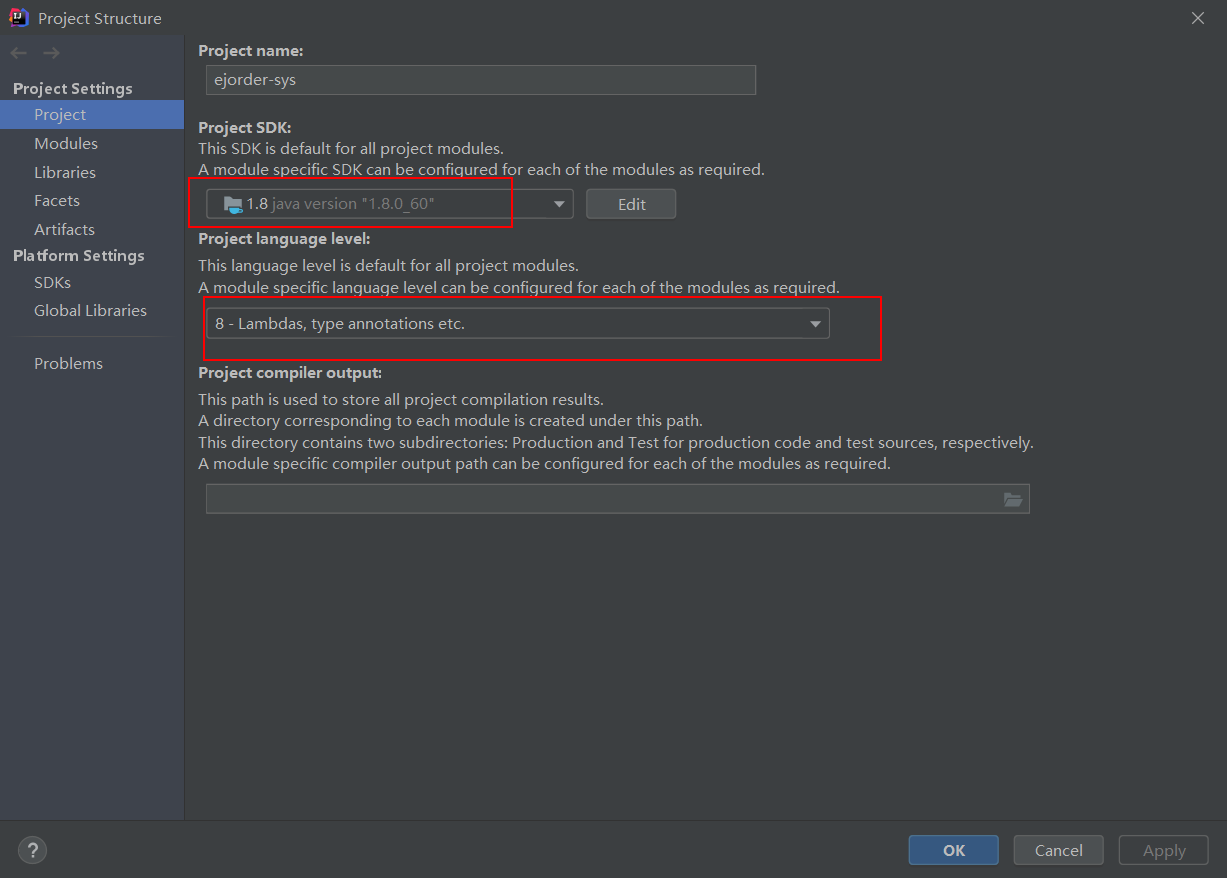 Project Structure
Project Settings
Project
Modules
Libraries
Facets
Artifacts
Platform Settings
SDKs
Global Libraries
Problems
Project name:
ejorder-sys
Project SDK:
This SDK is default for all project modules.
A module specific SDK can be configured for each of the modules as required.
1.8 java version "1.8.0_60"
Edit
Project language level:
This language level is default for all project modules.
A module specific language level can be configured for each of the modules as required.
8 - Lambdas, type annotations etc.
Project compiler output:
This path is used to store all project compilation results.
A directory corresponding to each module is created under this path.
This directory contains two subdirectories: Production and Test for production code and test sources, respectively.
A module specific compiler output path can be configured for each of the modules as required.
?
OK
Cancel
Apply